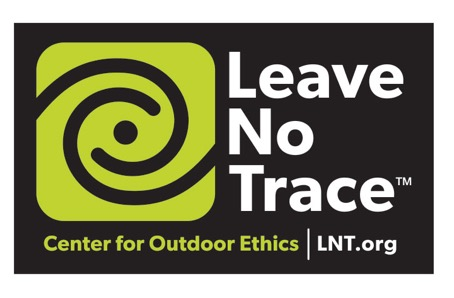 Leave
No
Trace™
Center for Outdoor Ethics | LNT.org